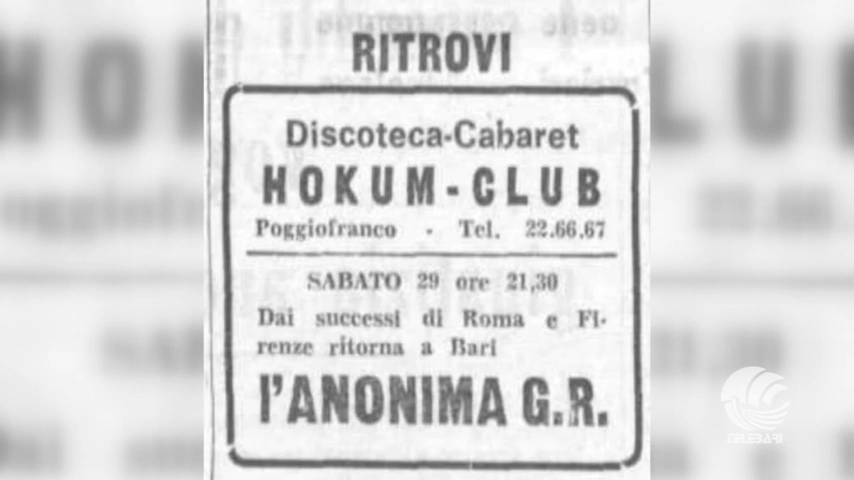 RITROVI
Discoteca-Cabaret
HOKUM-CLUB
Poggiofranco - Tel. 22.66.67
SABATO 29 ore 21,30
Dai successi di Roma e Fi-
renze ritorna a Bari
l'ANONIMA G.R.
TELEBARI